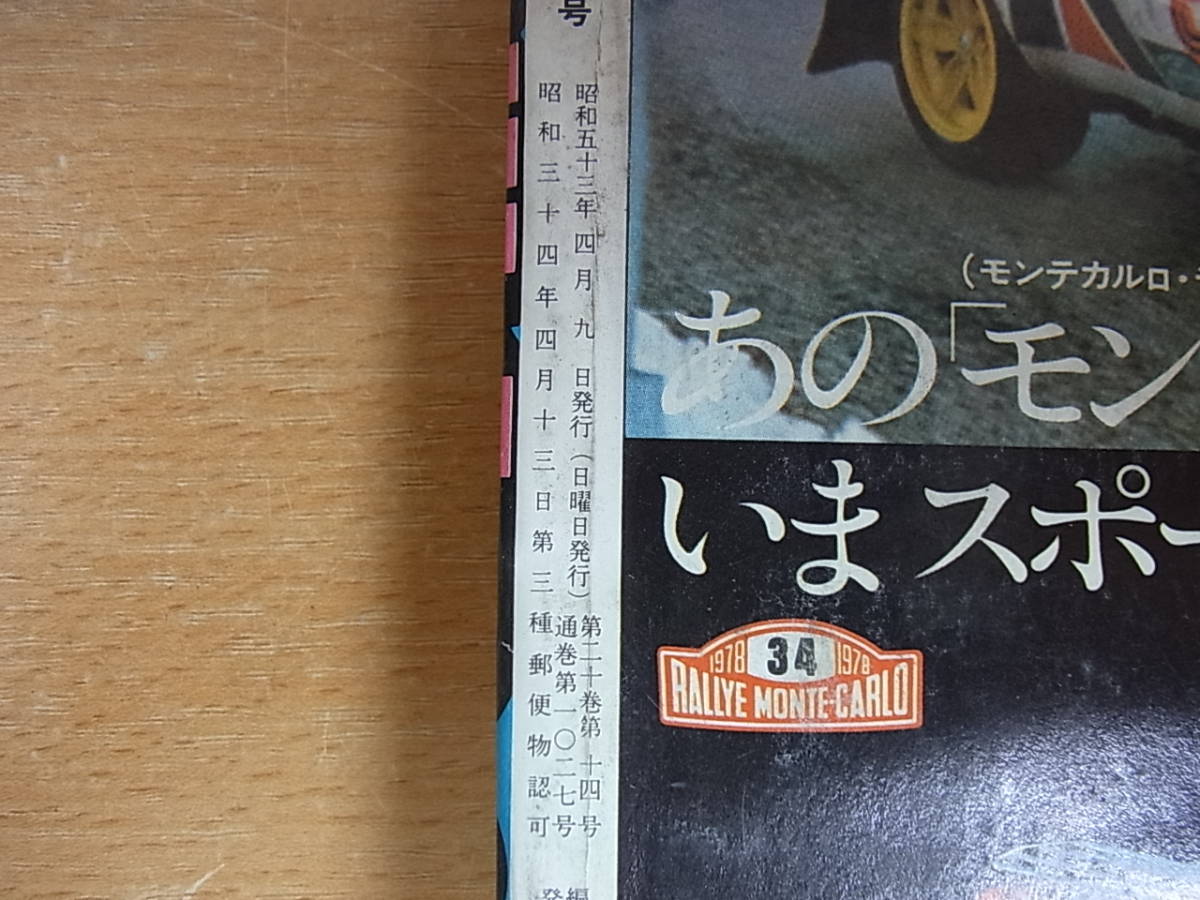 号
昭和五十三年四月九日発行（日曜日発行）第二十巻第十四号
通巻第一〇二七号
昭和三十四年四月十三日第三種郵便物認可
編
発
（モンテカルロ・
あの「モン
いまスポー
1978 34 1978
RALLYE MONTE-CARLO